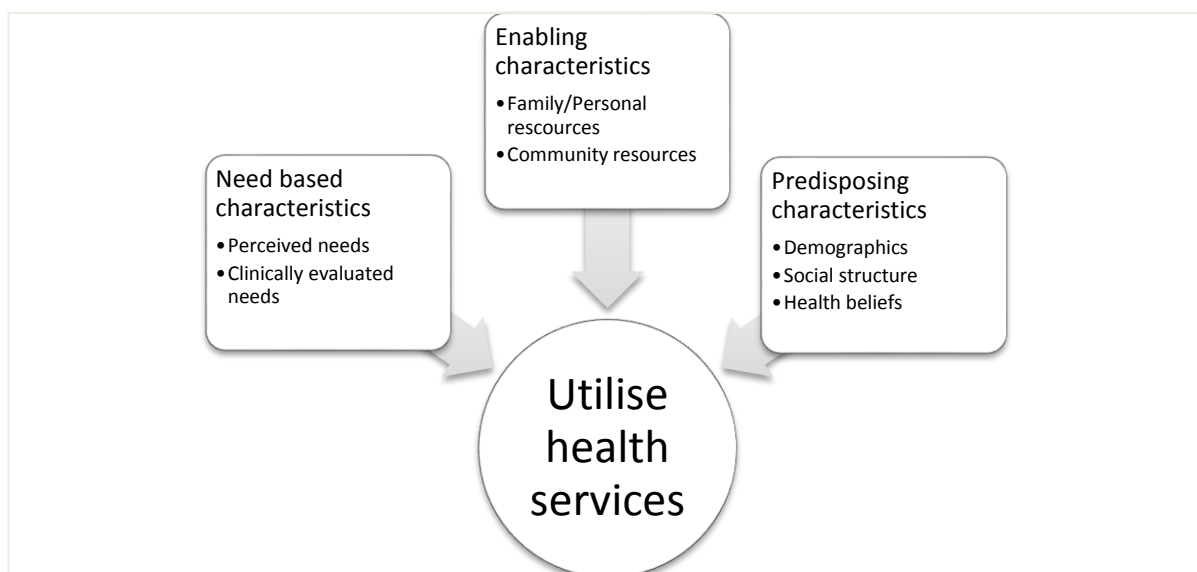 Enabling
characteristics
•Family/Personal
rescources
•Community resources
Need based
characteristics
•Perceived needs
•Clinically evaluated
needs
Predisposing
characteristics
•Demographics
•Social structure
•Health beliefs
Utilise
health
services